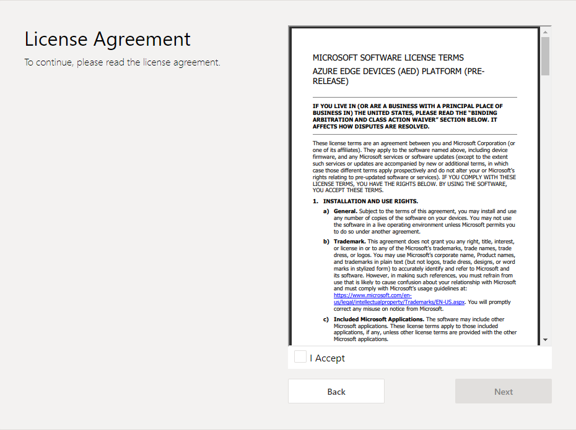 License Agreement
To continue, please read the license agreement.
MICROSOFT SOFTWARE LICENSE TERMS
AZURE EDGE DEVICES (AED) PLATFORM (PRE-
RELEASE)
IF YOU LIVE IN (OR ARE A BUSINESS WITH A PRINCIPAL PLACE OF
BUSINESS IN) THE UNITED STATES, PLEASE READ THE “BINDING
ARBITRATION AND CLASS ACTION WAIVER” SECTION BELOW. IT
AFFECTS HOW DISPUTES ARE RESOLVED.
These license terms are an agreement between you and Microsoft Corporation (or
one of its affiliates). They apply to the software named above, including device
firmware, and any Microsoft services or software updates (except to the extent
such services or updates are accompanied by new or additional terms, in which
case those different terms apply prospectively and do not alter your or Microsoft’s
rights relating to pre-updated software or services). IF YOU COMPLY WITH THESE
LICENSE TERMS, YOU HAVE THE RIGHTS BELOW. BY USING THE SOFTWARE,
YOU ACCEPT THESE TERMS.
1. INSTALLATION AND USE RIGHTS.
a) General. Subject to the terms of this agreement, you may install and use
any number of copies of the software on your devices. You may not use
the software in a live operating environment unless Microsoft permits you
to do so under another agreement.
b) Trademark. This agreement does not grant you any right, title, interest,
or license in or to any of the Microsoft’s trademarks, trade names, trade
dress, or logos. You may use Microsoft’s corporate name, Product names,
and trademarks in plain text (but not logos, trade dress, designs, or word
marks in stylized form) to accurately identify and refer to Microsoft and
its software. However, in making such references, you must refrain from
use that is likely to cause confusion about your relationship with Microsoft
and must comply with Microsoft’s usage guidelines at:
https://www.microsoft.com/en-
us/legal/intellectualproperty/Trademarks/EN-US.aspx. You will promptly
correct any misuse on notice from Microsoft.
c) Included Microsoft Applications. The software may include other
Microsoft applications. These license terms apply to those included
applications, if any, unless other license terms are provided with the other
Microsoft applications.
I Accept
Back
Next